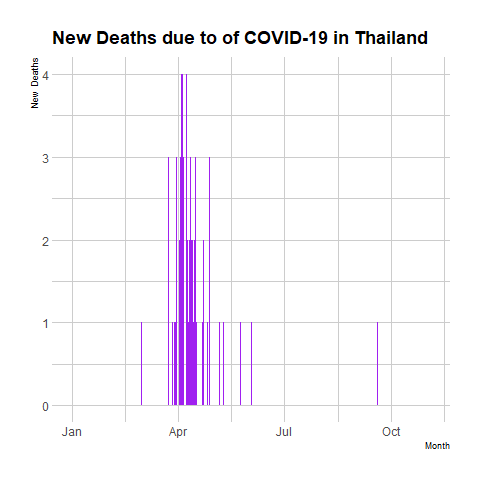 New Deaths due to of COVID-19 in Thailand
New Deaths
4
3
2
1
0
Jan Apr Jul Oct
Month